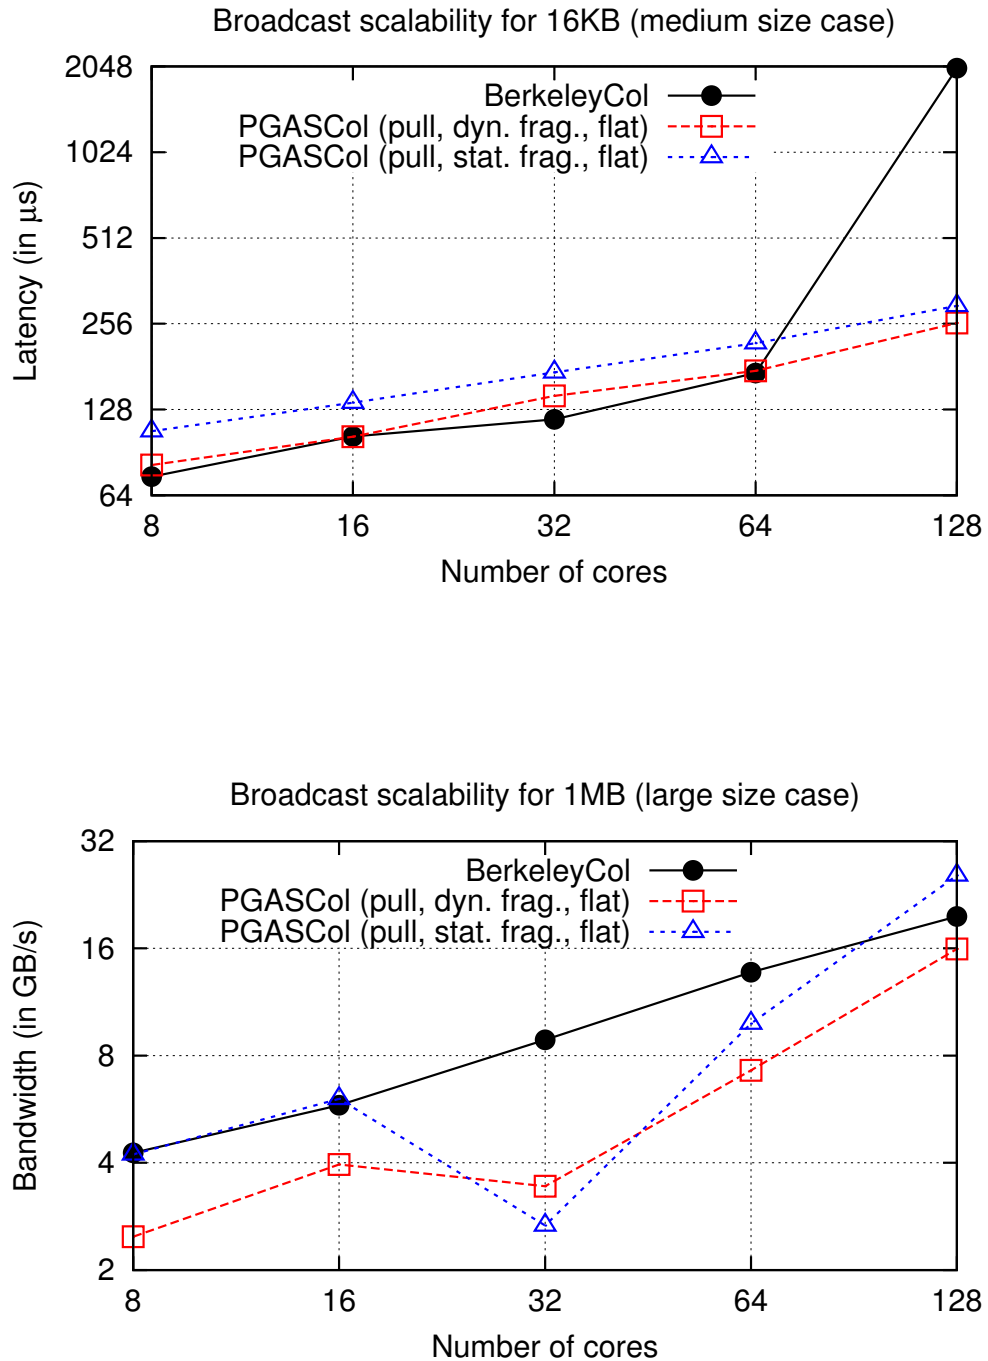 Broadcast scalability for 16KB (medium size case)
2048
1024
512
256
128
64
Latency (in µs)
BerkeleyCol
PGASCol (pull, dyn. frag., flat)
PGASCol (pull, stat. frag., flat)
8 16 32 64 128
Number of cores
Broadcast scalability for 1MB (large size case)
32
16
8
4
2
Bandwidth (in GB/s)
BerkeleyCol
PGASCol (pull, dyn. frag., flat)
PGASCol (pull, stat. frag., flat)
8 16 32 64 128
Number of cores